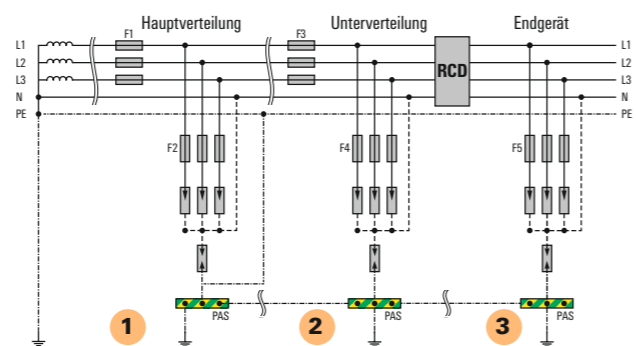 Hauptverteilung Unterverteilung Endgerät
F1 F3
L1 L1
L2 L2
L3 RCD L3
N N
PE PE
F2 F4 F5
PAS PAS PAS
1 2 3